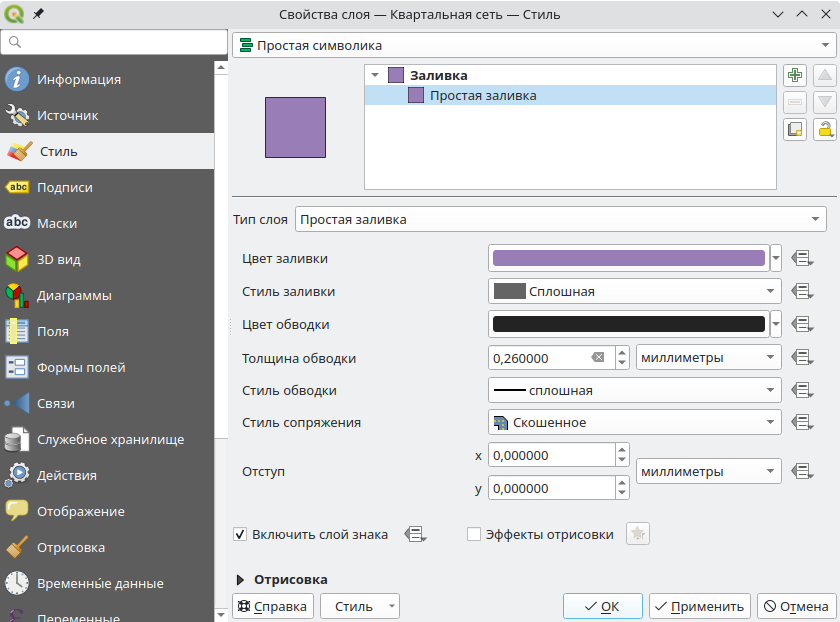 Свойства слоя — Квартальная сеть — Стиль
Простая символика
Информация
Источник
Стиль
abc Подписи
abc Маски
3D вид
Диаграммы
Поля
Формы полей
Связи
Служебное хранилище
Действия
Отображение
Отрисовка
Временные данные
Переменные
Заливка
Простая заливка
Тип слоя Простая заливка
Цвет заливки
Стиль заливки Сплошная
Цвет обводки
Толщина обводки 0,260000 миллиметры
Стиль обводки сплошная
Стиль сопряжения Скошенное
Отступ x 0,000000 миллиметры
y 0,000000
Включить слой знака Эффекты отрисовки
Отрисовка
Справка Стиль ОК Применить Отмена